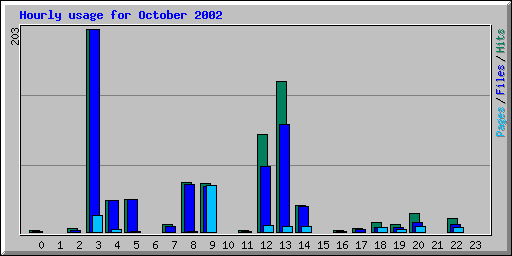 Hourly usage for October 2002
203
Pages/Files/Hits
0 1 2 3 4 5 6 7 8 9 10 11 12 13 14 15 16 17 18 19 20 21 22 23